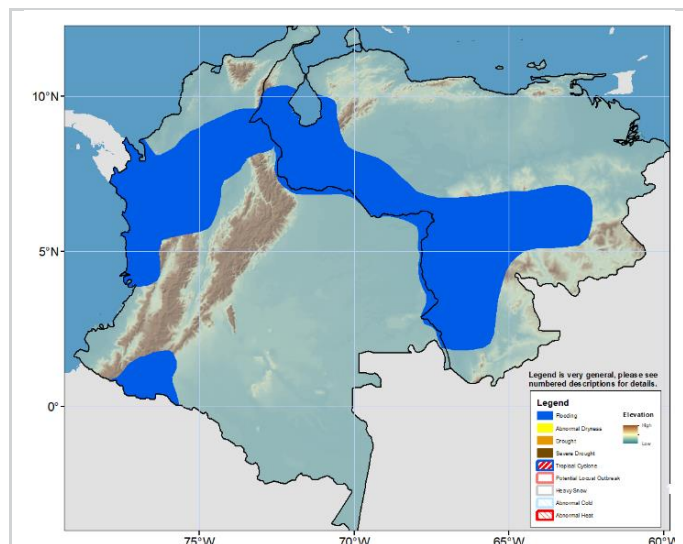 10°N
5°N
0°
75°W
70°W
65°W
60°W
Legend is very general, please see
numbered descriptions for details.
Legend
Flooding
Abnormal Dryness
Drought
Severe Drought
Tropical Cyclone
Potential Locust Outbreak
Heavy Snow
Abnormal Cold
Abnormal Heat
Elevation
High
Low